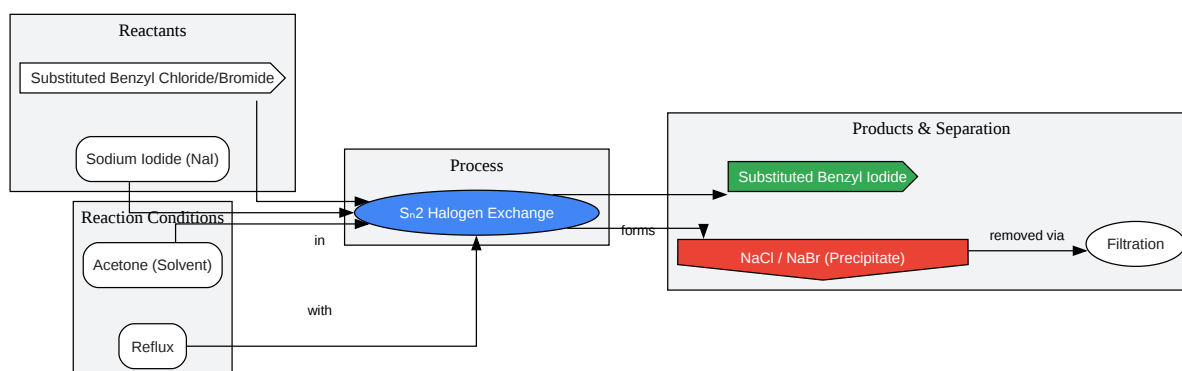 Reactants
Substituted Benzyl Chloride/Bromide
Sodium Iodide (NaI)
Reaction Conditions
Acetone (Solvent)
Reflux
in
with
Process
Sₙ2 Halogen Exchange
forms
Products & Separation
Substituted Benzyl Iodide
NaCl / NaBr (Precipitate)
removed via
Filtration